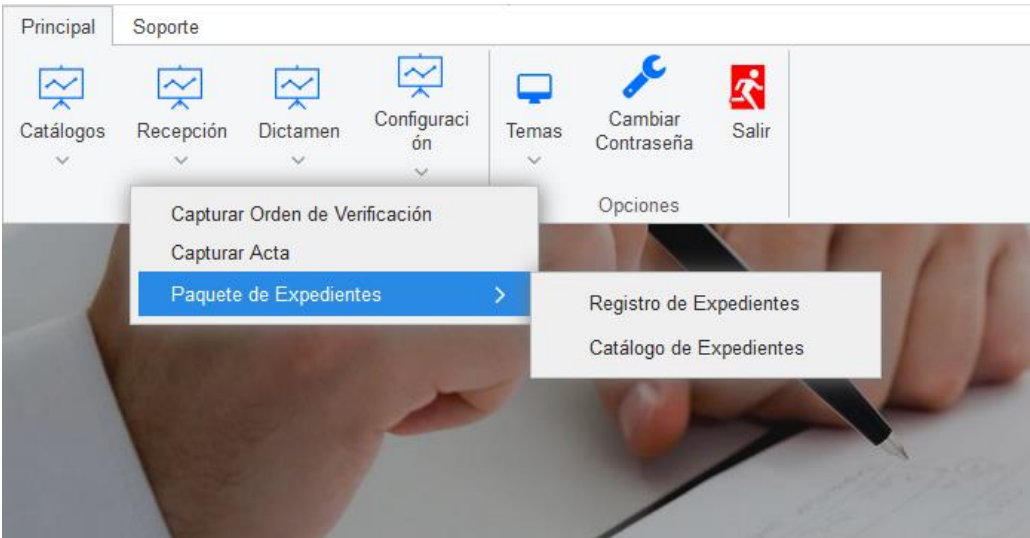 Principal Soporte
Catálogos Recepción Dictamen Configuraci
ón Temas Cambiar
Contraseña Salir
Opciones
Capturar Orden de Verificación
Capturar Acta
Paquete de Expedientes
Registro de Expedientes
Catálogo de Expedientes